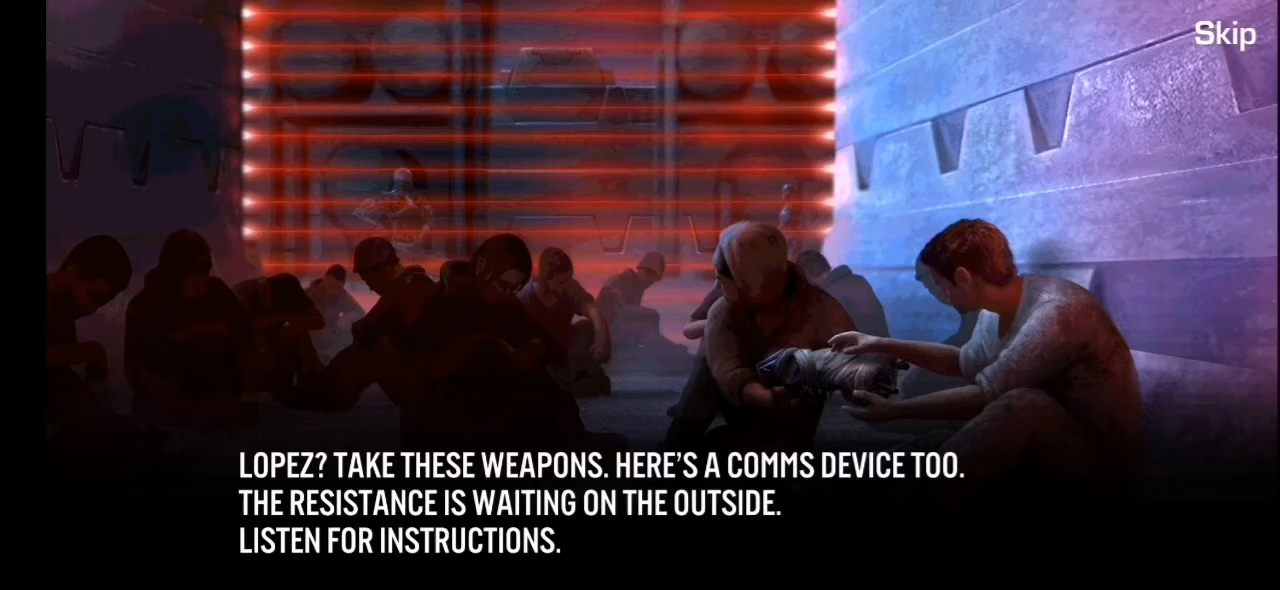 Skip
LOPEZ? TAKE THESE WEAPONS. HERE'S A COMMS DEVICE TOO.
THE RESISTANCE IS WAITING ON THE OUTSIDE.
LISTEN FOR INSTRUCTIONS.